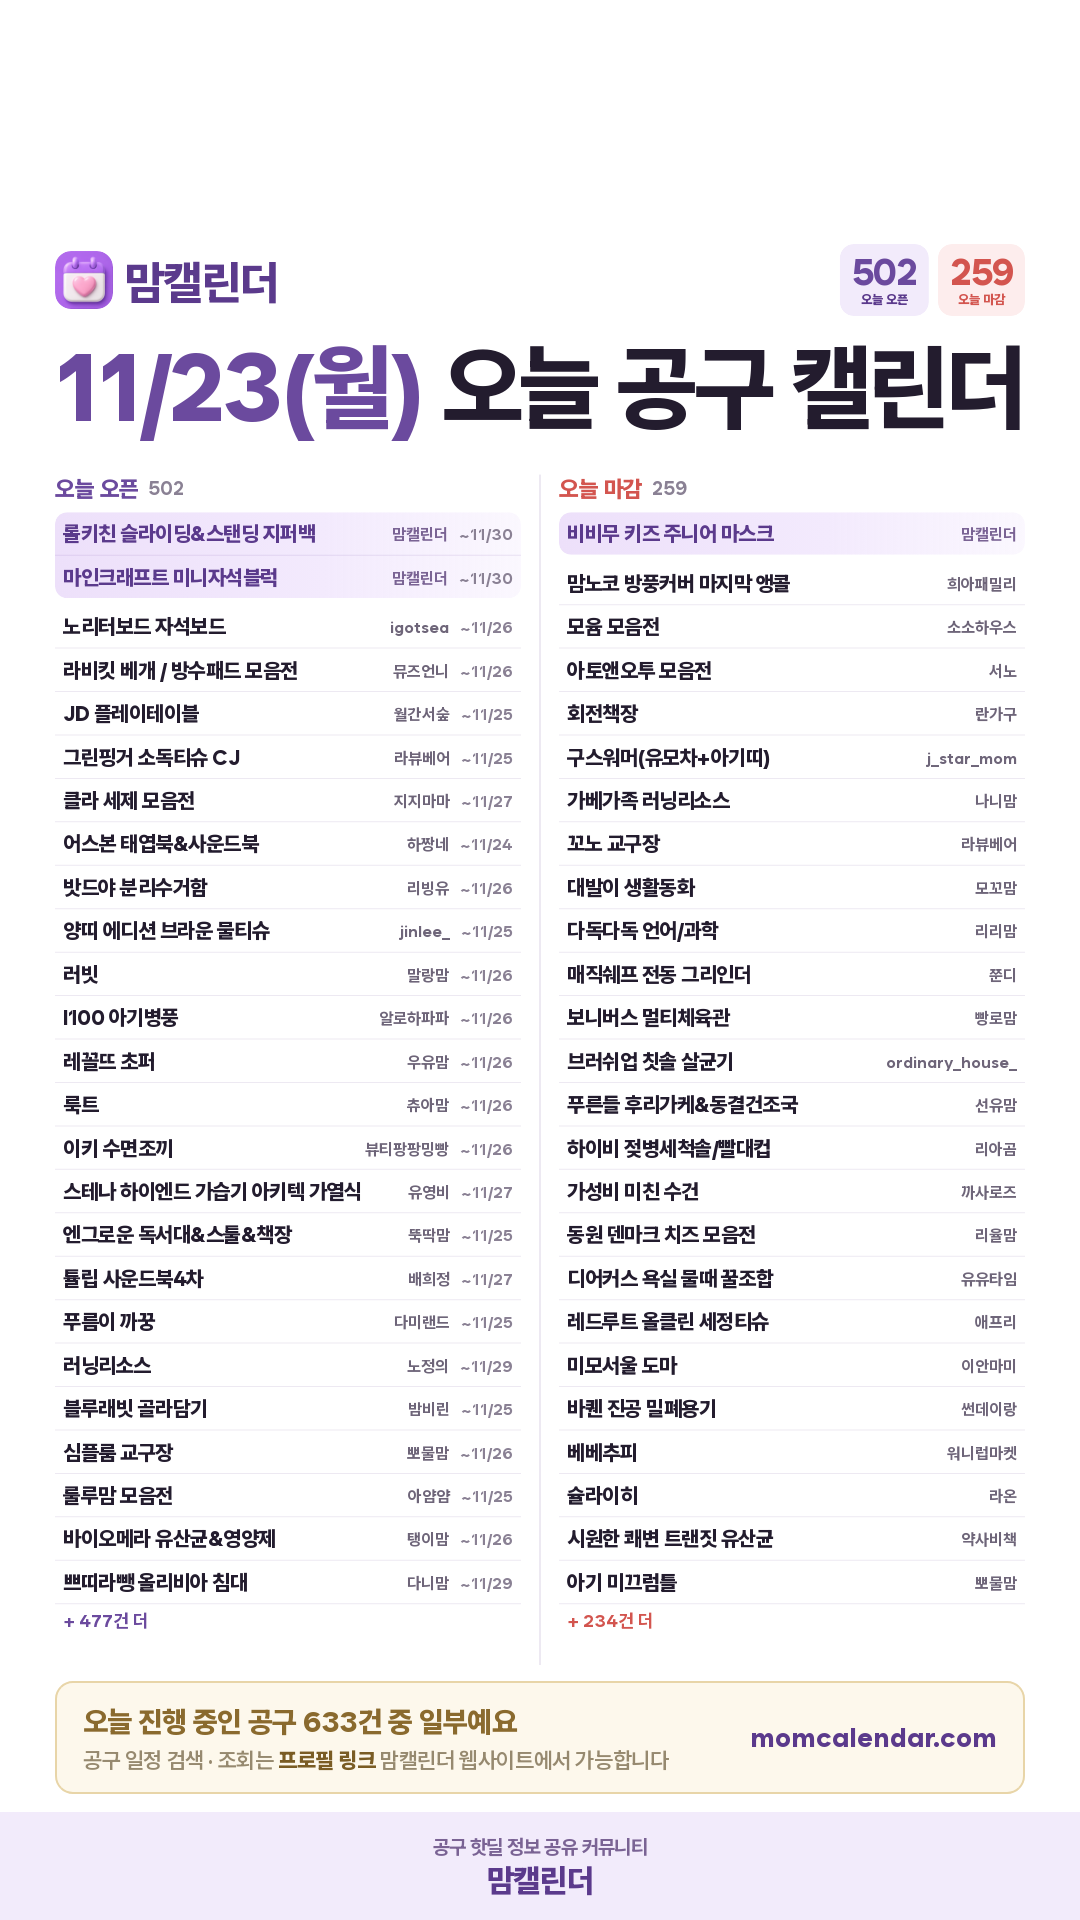 맘캘린더
502
오늘 오픈
259
오늘 마감
11/23(월) 오늘 공구 캘린더
오늘 오픈 502
롤키친 슬라이딩&스탠딩 지퍼백 맘캘린더 ~11/30
마인크래프트 미니자석블럭 맘캘린더 ~11/30
노리터보드 자석보드 igotsea ~11/26
라비킷 베개 / 방수패드 모음전 뮤즈언니 ~11/26
JD 플레이테이블 월간서숲 ~11/25
그린핑거 소독티슈 CJ 라뷰베어 ~11/25
클라 세제 모음전 지지마마 ~11/27
어스본 태엽북&사운드북 하짱네 ~11/24
밧드야 분리수거함 리빙유 ~11/26
양띠 에디션 브라운 물티슈 jinlee_ ~11/25
러빗 말랑맘 ~11/26
I100 아기병풍 알로하파파 ~11/26
레꼴뜨 초퍼 우유맘 ~11/26
룩트 츄아맘 ~11/26
이키 수면조끼 뷰티팡팡밍빵 ~11/26
스테나 하이엔드 가습기 아키텍 가열식 유영비 ~11/27
엔그로운 독서대&스툴&책장 뚝딱맘 ~11/25
튤립 사운드북4차 배희정 ~11/27
푸름이 까꿍 다미랜드 ~11/25
러닝리소스 노정의 ~11/29
블루래빗 골라담기 밤비린 ~11/25
심플룸 교구장 뽀물맘 ~11/26
룰루맘 모음전 아얌얌 ~11/25
바이오메라 유산균&영양제 탱이맘 ~11/26
쁘띠라뺑 올리비아 침대 다니맘 ~11/29
+ 477건 더
오늘 마감 259
비비무 키즈 주니어 마스크 맘캘린더
맘노코 방풍커버 마지막 앵콜 희아패밀리
모윰 모음전 소소하우스
아토앤오투 모음전 서노
회전책장 란가구
구스워머(유모차+아기띠) j_star_mom
가베가족 러닝리소스 나니맘
꼬노 교구장 라뷰베어
대발이 생활동화 모꼬맘
다독다독 언어/과학 리리맘
매직쉐프 전동 그라인더 쭌디
보니버스 멀티체육관 빵로맘
브러쉬업 칫솔 살균기 ordinary_house_
푸른들 후리가케&동결건조국 선유맘
하이비 젖병세척솔/빨대컵 리아곰
가성비 미친 수건 까사로즈
동원 덴마크 치즈 모음전 리율맘
디어커스 욕실 물때 꿀조합 유유타임
레드루트 올클린 세정티슈 애프리
미모서울 도마 이안마미
바퀜 진공 밀폐용기 썬데이랑
베베추피 워니럽마켓
슐라이히 라온
시원한 쾌변 트랜짓 유산균 약사비책
아기 미끄럼틀 뽀물맘
+ 234건 더
오늘 진행 중인 공구 633건 중 일부예요
공구 일정 검색 · 조회는 프로필 링크 맘캘린더 웹사이트에서 가능합니다
momcalendar.com
공구 핫딜 정보 공유 커뮤니티
맘캘린더